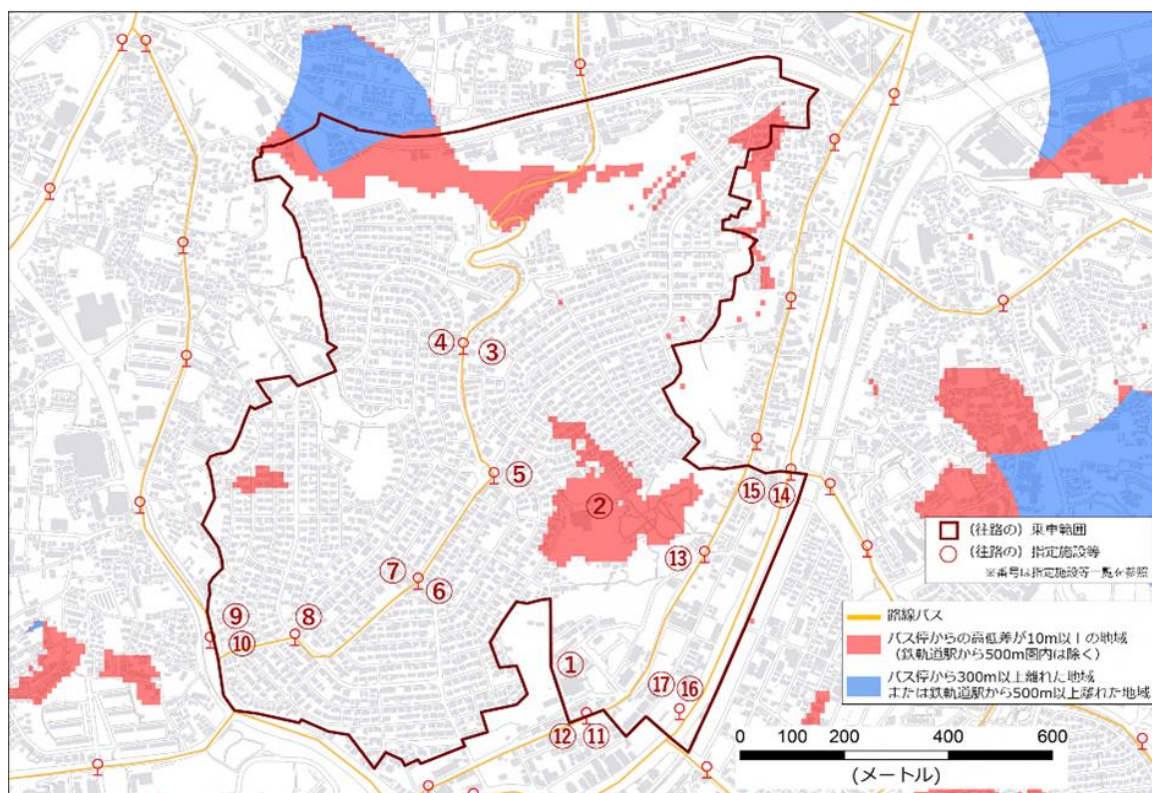 ④ ③
⑤
②
⑮ ⑭
⑬
⑦ ⑥
⑨ ⑧
⑩
①
⑰ ⑯
⑫ ⑪
(往路の) 乗車範囲
(往路の) 指定施設等
※番号は指定施設等一覧を参照
路線バス
バス停からの高低差が10m以上の地域
(鉄軌道駅から500m圏内は除く)
バス停から300m以上離れた地域
または鉄軌道駅から500m以上離れた地域
0 100 200 400 600
(メートル)